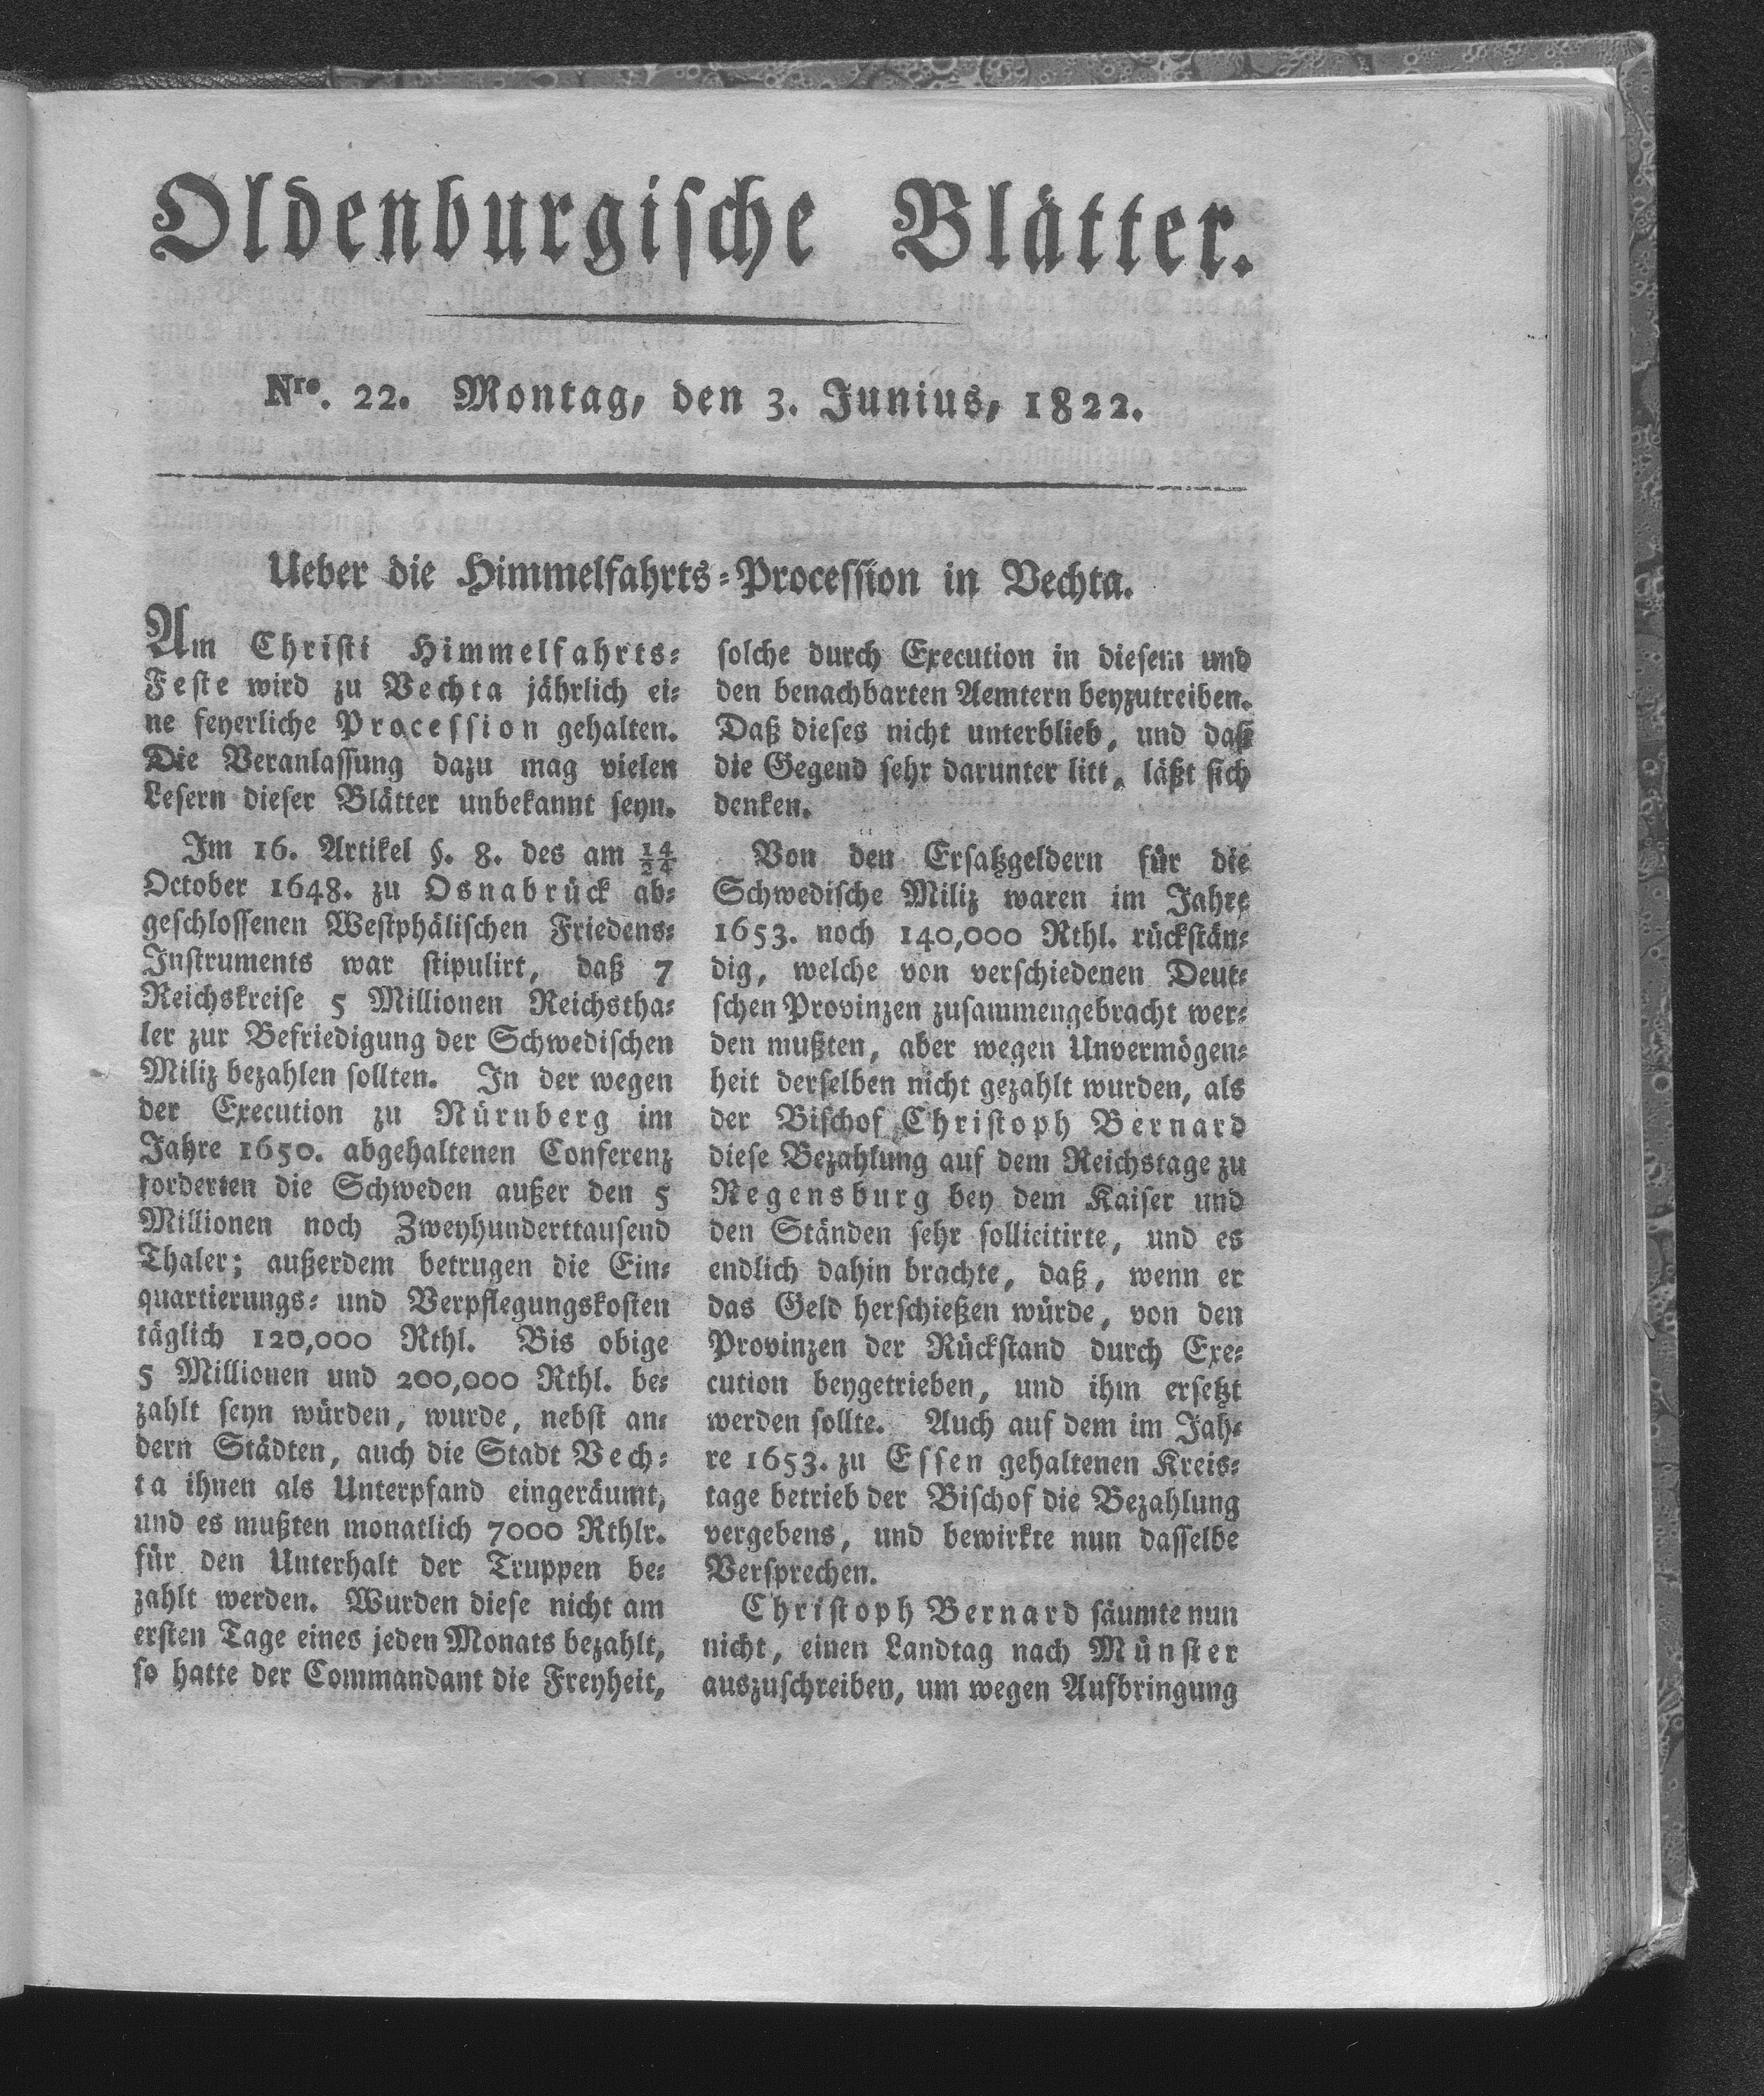 Oldenburgische Blätter.
Nro. 22. Montag, den 3. Junius, 1822.
Ueber die Himmelfahrts-Procession in Vechta.
Am Christi Himmelfahrts-
Feste wird zu Vechta jährlich ei-
ne feyerliche Procession gehalten.
Die Veranlassung dazu mag vielen
Lesern dieser Blätter unbekannt seyn.
Im 16. Artikel §. 8. des am 14/24
October 1648. zu Osnabrück ab-
geschlossenen Westphälischen Friedens-
Instruments war stipulirt, daß 7
Reichskreise 5 Millionen Reichstha-
ler zur Befriedigung der Schwedischen
Miliz bezahlen sollten. In der wegen
der Execution zu Nürnberg im
Jahre 1650. abgehaltenen Conferenz
forderten die Schweden außer den 5
Millionen noch Zweyhunderttausend
Thaler; außerdem betrugen die Ein-
quartierungs- und Verpflegungskosten
täglich 120,000 Rthl. Bis obige
5 Millionen und 200,000 Rthl. be-
zahlt seyn würden, wurde, nebst an-
dern Städten, auch die Stadt Vech-
ta ihnen als Unterpfand eingeräumt,
und es mußten monatlich 7000 Rthlr.
für den Unterhalt der Truppen be-
zahlt werden. Wurden diese nicht am
ersten Tage eines jeden Monats bezahlt,
so hatte der Commandant die Freyheit,
solche durch Execution in diesem und
den benachbarten Aemtern beyzutreiben.
Daß dieses nicht unterblieb, und daß
die Gegend sehr darunter litt, läßt sich
denken.
Von den Ersatzgeldern für die
Schwedische Miliz waren im Jahre
1653. noch 140,000 Rthl. rückstän-
dig, welche von verschiedenen Deut-
schen Provinzen zusammengebracht wer-
den mußten, aber wegen Unvermögen-
heit derselben nicht gezahlt wurden, als
der Bischof Christoph Bernard
diese Bezahlung auf dem Reichstage zu
Regensburg bey dem Kaiser und
den Ständen sehr sollicitirte, und es
endlich dahin brachte, daß, wenn er
das Geld herschießen würde, von den
Provinzen der Rückstand durch Exe-
cution beygetrieben, und ihm ersetzt
werden sollte. Auch auf dem im Jah-
re 1653. zu Essen gehaltenen Kreis-
tage betrieb der Bischof die Bezahlung
vergebens, und bewirkte nun dasselbe
Versprechen.
Christoph Bernard säumte nun
nicht, einen Landtag nach Münster
auszuschreiben, um wegen Aufbringung